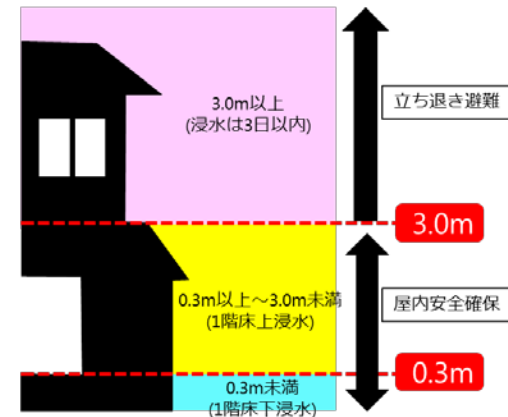 3.0m以上
(浸水は3日以内)
立ち退き避難
3.0m
0.3m以上～3.0m未満
(1階床上浸水)
屋内安全確保
0.3m
0.3m未満
(1階床下浸水)